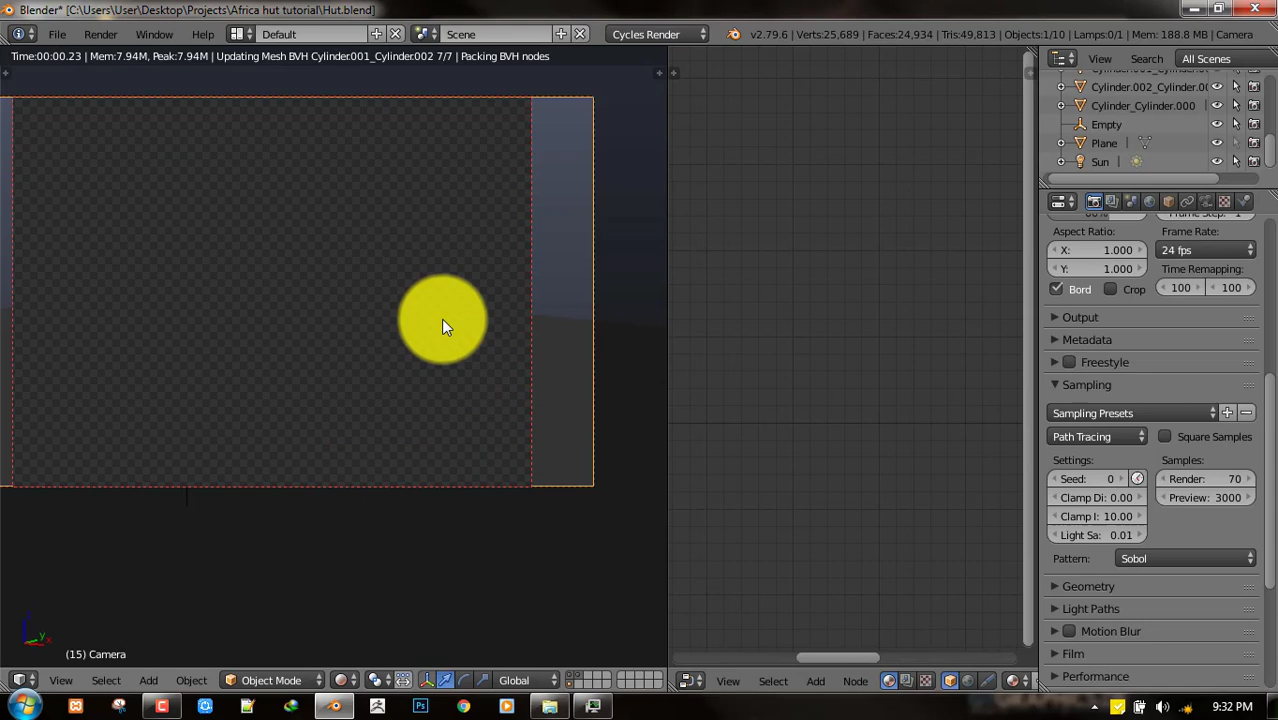 Blender* [C:\Users\User\Desktop\Projects\Africa hut tutorial\Hut.blend]
File Render Window Help Default Scene Cycles Render v2.79.6 | Verts:25,689 | Faces:24,934 | Tris:49,813 | Objects:1/10 | Lamps:0/1 | Mem: 188.8 MB | Camera
Time:00:00.23 | Mem:7.94M, Peak:7.94M | Updating Mesh BVH Cylinder.001_Cylinder.002 7/7 | Packing BVH nodes
View Search All Scenes
Cylinder.002_Cylinder.00
Cylinder_Cylinder.000
Empty
Plane
Sun
Frame Step: 1
Aspect Ratio: Frame Rate:
X: 1.000 24 fps
Y: 1.000 Time Remapping:
Bord Crop 100 100
Output
Metadata
Freestyle
Sampling
Sampling Presets
Path Tracing Square Samples
Settings: Samples:
Seed: 0 Render: 70
Clamp Di: 0.00 Preview: 3000
Clamp I: 10.00
Light Sa: 0.01
Pattern: Sobol
Geometry
Light Paths
Motion Blur
Film
Performance
(15) Camera
View Select Add Object Object Mode Global
View Select Add Node
9:32 PM